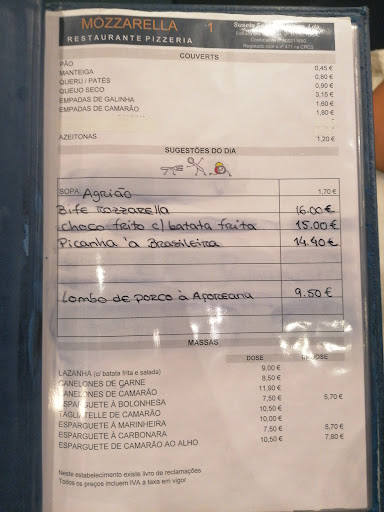 MOZZARELLA 1
RESTAURANTE PIZZERIA
COUVERTS
PÃO 0,45 €
MANTEIGA 0,80 €
QUEIJO / PATÉS 0,90 €
QUEIJO SECO 3,15 €
EMPADAS DE GALINHA 1,60 €
EMPADAS DE CAMARÃO 1,80 €
AZEITONAS 1,20 €
SUGESTÕES DO DIA
SOPA: Agrião 1,70 €
Bife Mozzarella 16.00€
Choco frito c/ batata frita 15.00€
Picanha 'a Brasileira 14.40€
Lombo de porco à Açoreana 9.50€
MASSAS
DOSE
LAZANHA (c/ batata frita e salada) 9,00 €
CANELONES DE CARNE 8,50 €
CANELONES DE CAMARÃO 11,90 €
ESPARGUETE À BOLONHESA 7,50 € 5,70 €
TAGLIATELLE DE CAMARÃO 10,50 €
ESPARGUETE À MARINHEIRA 10,00 €
ESPARGUETE À CARBONARA 7,50 € 5,70 €
ESPARGUETE DE CAMARÃO AO ALHO 10,50 € 7,80 €
Neste estabelecimento existe livro de reclamações
Todos os preços incluem IVA à taxa em vigor